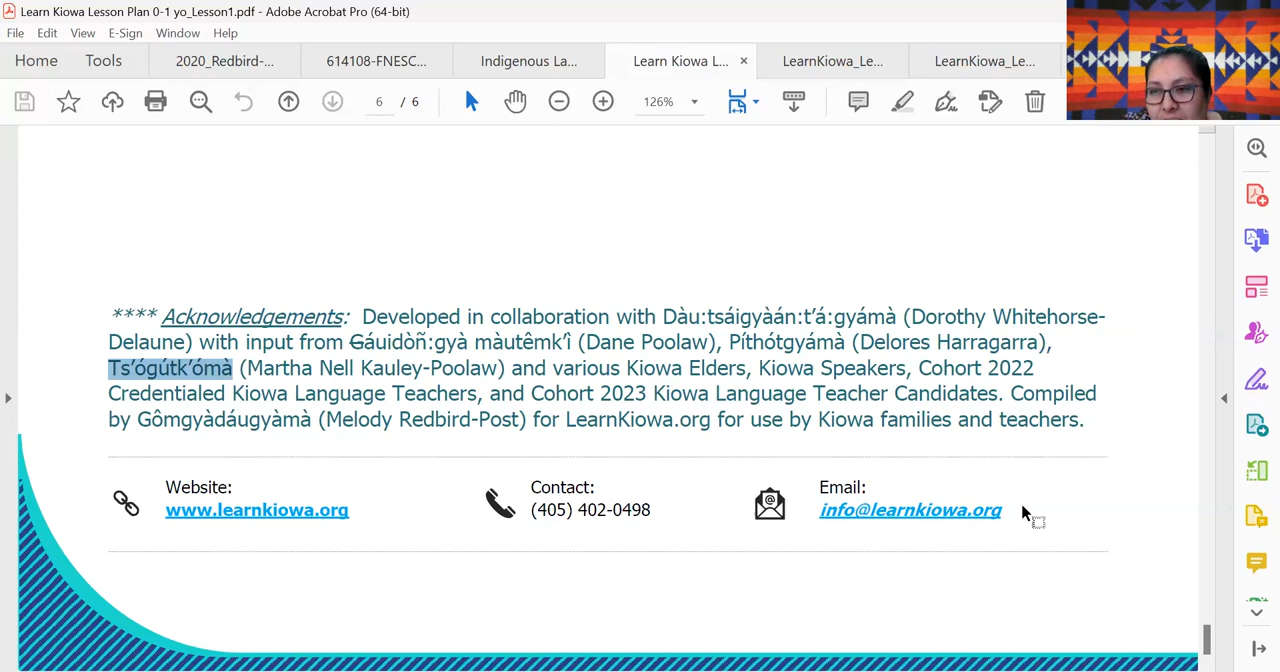 Learn Kiowa Lesson Plan 0-1 yo_Lesson1.pdf - Adobe Acrobat Pro (64-bit)
File Edit View E-Sign Window Help
Home Tools 2020_Redbird-... 614108-FNESC... Indigenous La... Learn Kiowa L... × LearnKiowa_Le... LearnKiowa_Le...
6 / 6 126%
**** Acknowledgements: Developed in collaboration with Dàu:tsáigyàán:t’á:gyámà (Dorothy Whitehorse-
Delaune) with input from G̶áuidòñ:gyà màutêmk’ì (Dane Poolaw), Píthótgyámà (Delores Harragarra),
Ts’ógútk’ómà (Martha Nell Kauley-Poolaw) and various Kiowa Elders, Kiowa Speakers, Cohort 2022
Credentialed Kiowa Language Teachers, and Cohort 2023 Kiowa Language Teacher Candidates. Compiled
by Gômgyàdáugyàmà (Melody Redbird-Post) for LearnKiowa.org for use by Kiowa families and teachers.
Website: Contact: Email:
www.learnkiowa.org (405) 402-0498 info@learnkiowa.org